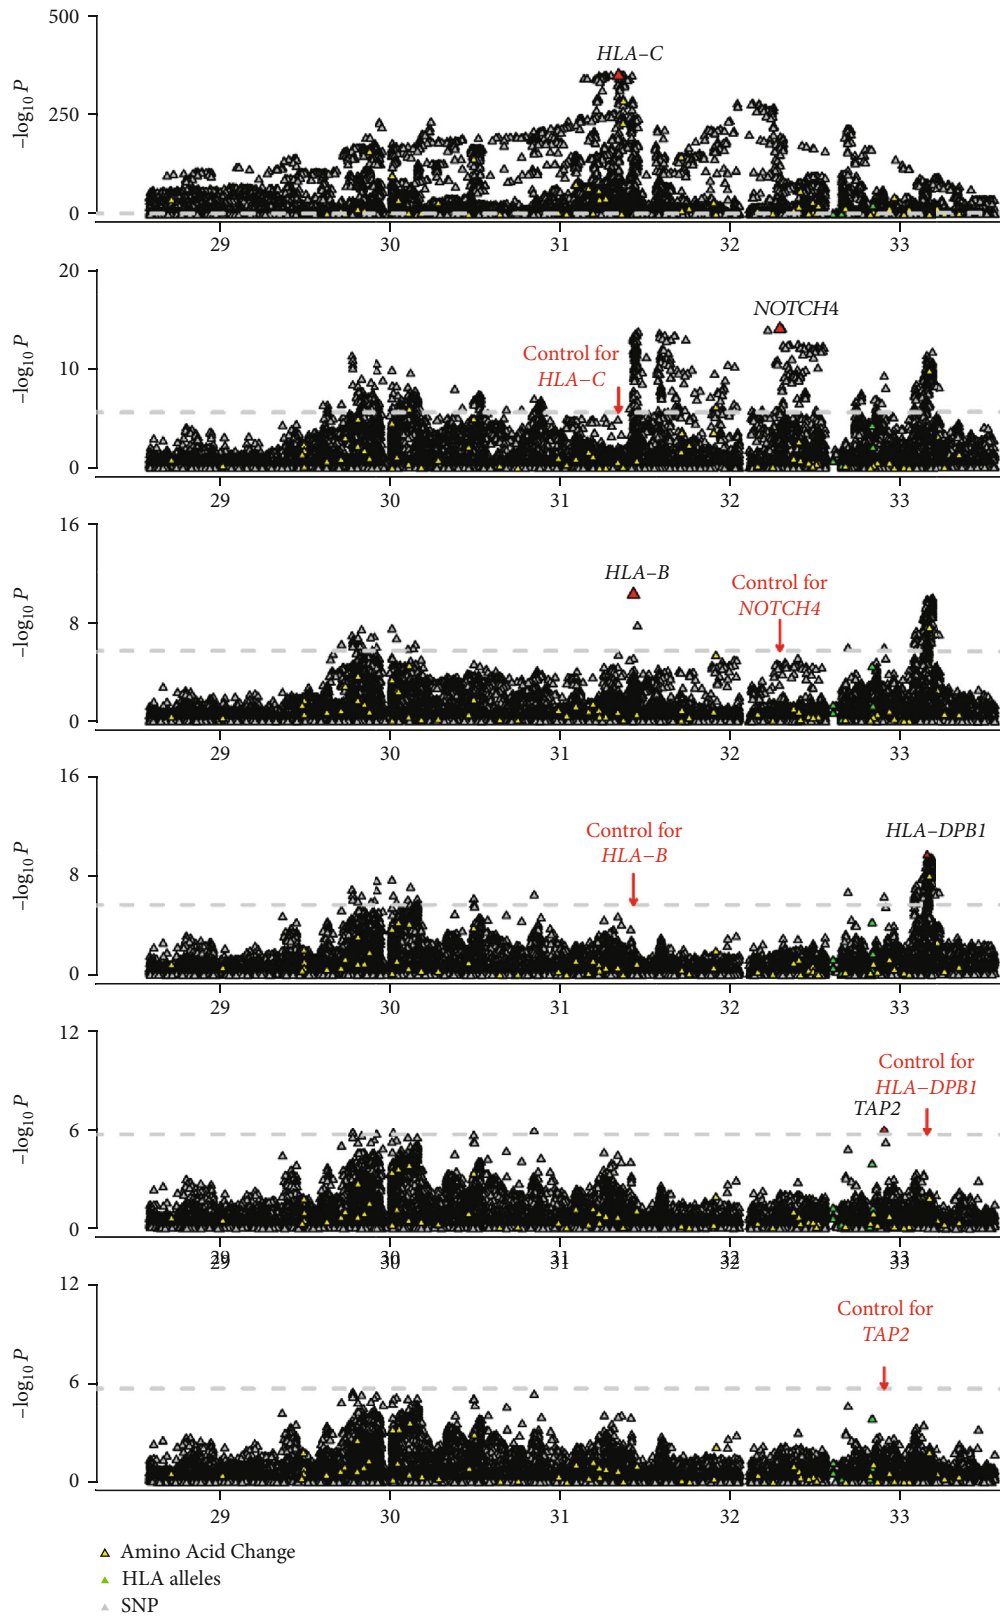 500
250
0
−log10 P
HLA−C
29 30 31 32 33
20
10
0
−log10 P
NOTCH4
Control for
HLA−C
29 30 31 32 33
16
8
0
−log10 P
HLA−B
Control for
NOTCH4
29 30 31 32 33
16
8
0
−log10 P
Control for
HLA−B
HLA−DPB1
29 30 31 32 33
12
6
0
−log10 P
Control for
HLA−DPB1
TAP2
29 30 31 32 33
12
6
0
−log10 P
Control for
TAP2
29 30 31 32 33
Amino Acid Change
HLA alleles
SNP